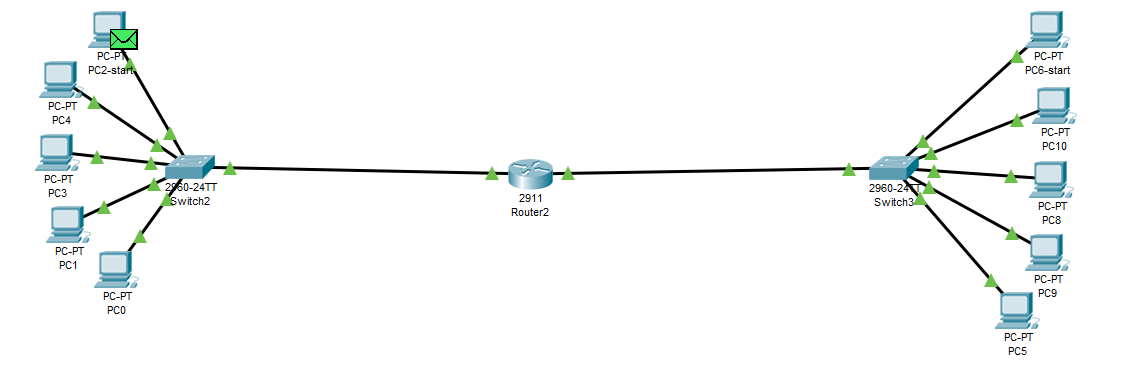 PC-PT
PC2-start
PC-PT
PC4
PC-PT
PC3
PC-PT
PC1
PC-PT
PC0
2960-24TT
Switch2
2911
Router2
2960-24TT
Switch3
PC-PT
PC6-start
PC-PT
PC10
PC-PT
PC8
PC-PT
PC9
PC-PT
PC5